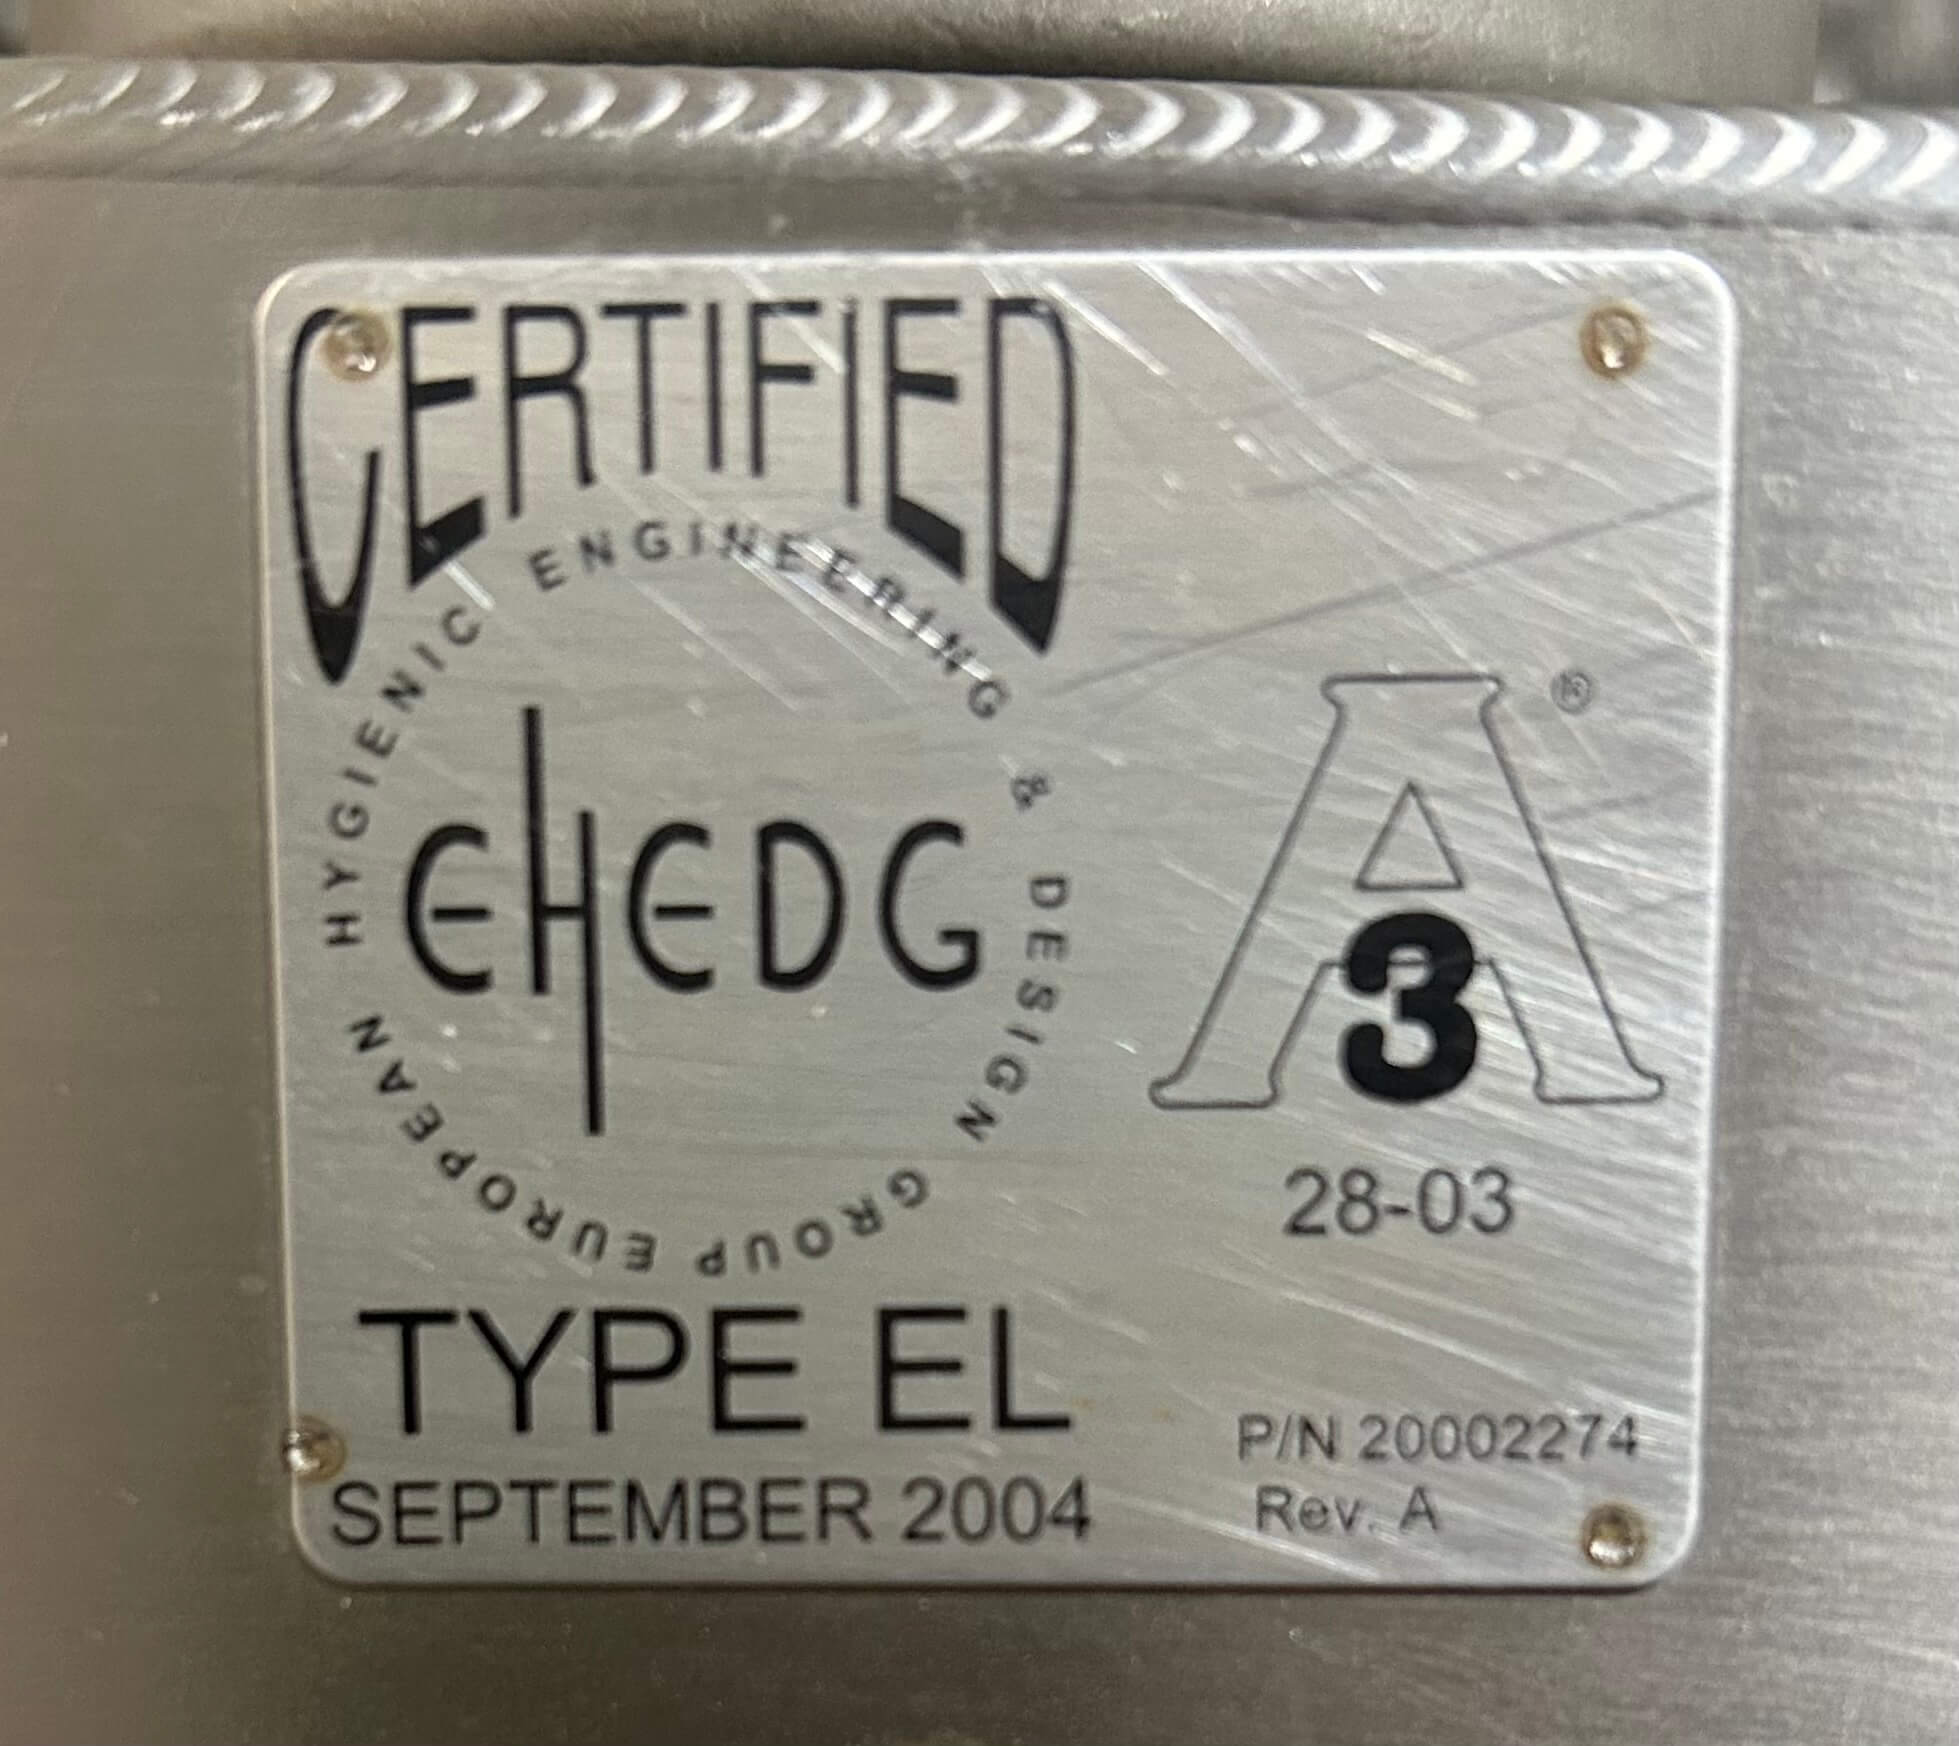 CERTIFIED
HYGIENIC ENGINEERING & DESIGN GROUP EUROPEAN
EHEDG
TYPE EL
SEPTEMBER 2004
A ®
3
28-03
P/N 20002274
Rev. A